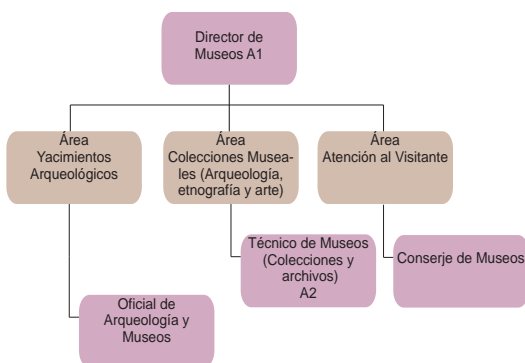 Director de
Museos A1
Área
Yacimientos
Arqueológicos
Área
Colecciones Musea-
les (Arqueología,
etnografía y arte)
Área
Atención al Visitante
Técnico de Museos
(Colecciones y
archivos)
A2
Conserje de Museos
Oficial de
Arqueología y
Museos